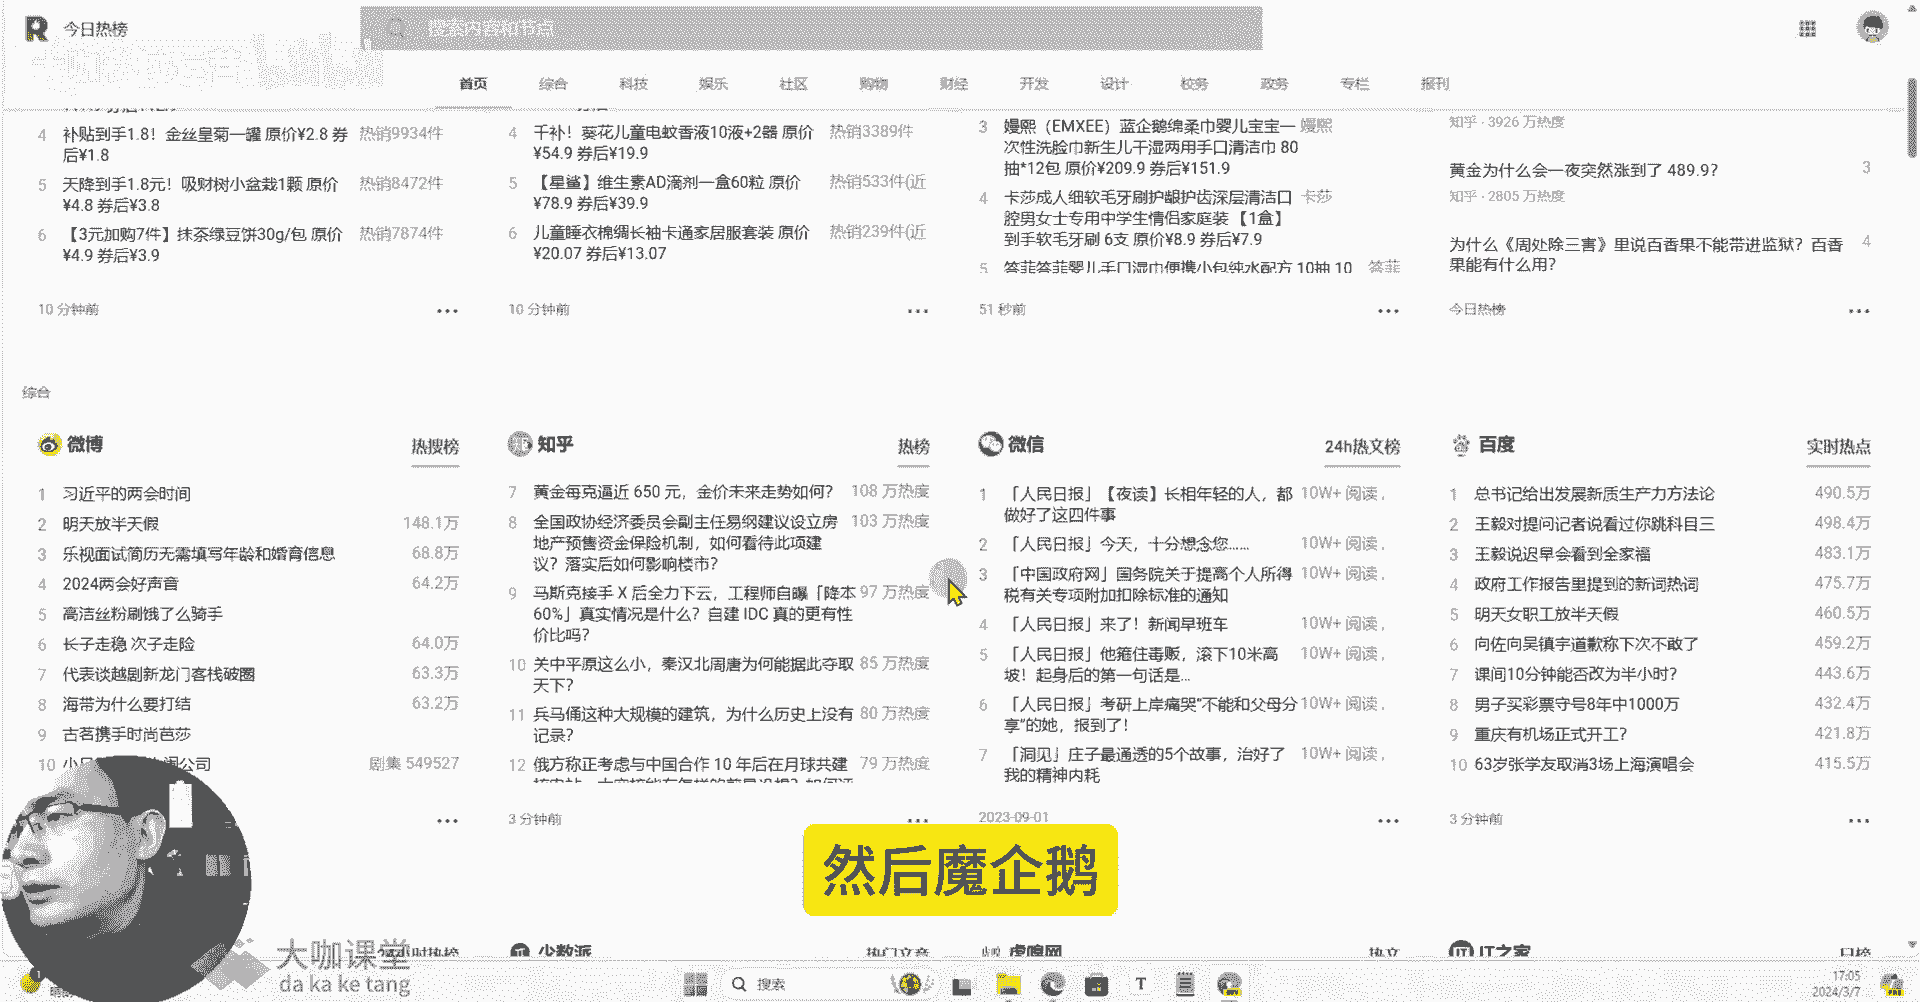 今日热榜
搜索内容和节点
首页 综合 科技 娱乐 社区 购物 财经 开发 设计 校务 政务 专栏 报刊
4 补贴到手1.8！金丝皇菊一罐 原价¥2.8 券 热销9934件
后¥1.8
5 天降到手1.8元！吸财树小盆栽1颗 原价 热销8472件
¥4.8 券后¥3.8
6 【3元加购7件】抹茶绿豆饼30g/包 原价 热销7874件
¥4.9 券后¥3.9
10 分钟前
4 千补！葵花儿童电蚊香液10液+2器 原价 热销3389件
¥54.9 券后¥19.9
5 【星鲨】维生素AD滴剂一盒60粒 原价 热销533件(近
¥78.9 券后¥39.9
6 儿童睡衣棉绸长袖卡通家居服套装 原价 热销239件(近
¥20.07 券后¥13.07
10 分钟前
3 嫚熙（EMXEE）蓝企鹅绵柔巾婴儿宝宝一 嫚熙
次性洗脸巾新生儿干湿两用手口清洁巾 80
抽*12包 原价¥209.9 券后¥151.9
4 卡莎成人细软毛牙刷护龈护齿深层清洁口 卡莎
腔男女士专用中学生情侣家庭装 【1盒】
到手软毛牙刷 6支 原价¥8.9 券后¥7.9
5 答菲答菲婴儿手口湿巾便携小包纯水配方 10抽 10 答菲
51 秒前
知乎 · 3926 万热度
黄金为什么会一夜突然涨到了 489.9？ 3
知乎 · 2805 万热度
为什么《周处除三害》里说百香果不能带进监狱？百香 4
果能有什么用？
今日热榜
综合
微博 热搜榜
1 习近平的两会时间
2 明天放半天假 148.1万
3 乐视面试简历无需填写年龄和婚育信息 68.8万
4 2024两会好声音 64.2万
5 高洁丝粉刷饿了么骑手
6 长子走稳 次子走险 64.0万
7 代表谈越剧新龙门客栈破圈 63.3万
8 海带为什么要打结 63.2万
9 古茗携手时尚芭莎
10 公司 剧集 549527
知乎 热榜
7 黄金每克逼近 650 元，金价未来走势如何？ 108 万热度
8 全国政协经济委员会副主任易纲建议设立房 103 万热度
地产预售资金保险机制，如何看待此项建
议？落实后如何影响楼市？
9 马斯克接手 X 后全力下云，工程师自曝「降本 97 万热度
60%」真实情况是什么？自建 IDC 真的更有性
价比吗？
10 关中平原这么小，秦汉北周唐为何能据此夺取 85 万热度
天下？
11 兵马俑这种大规模的建筑，为什么历史上没有 80 万热度
记录？
12 俄方称正考虑与中国合作 10 年后在月球共建 79 万热度
3 分钟前
微信 24h热文榜
1 「人民日报」【夜读】长相年轻的人，都 10W+ 阅读，
做好了这四件事
2 「人民日报」今天，十分想念您…… 10W+ 阅读，
3 「中国政府网」国务院关于提高个人所得 10W+ 阅读，
税有关专项附加扣除标准的通知
4 「人民日报」来了！新闻早班车 10W+ 阅读，
5 「人民日报」他箍住毒贩，滚下10米高 10W+ 阅读，
坡！起身后的第一句话是...
6 「人民日报」考研上岸痛哭“不能和父母分 10W+ 阅读，
享”的她，报到了！
7 「洞见」庄子最通透的5个故事，治好了 10W+ 阅读，
我的精神内耗
2023-09-01
百度 实时热点
1 总书记给出发展新质生产力方法论 490.5万
2 王毅对提问记者说看过你跳科目三 498.4万
3 王毅说迟早会看到全家福 483.1万
4 政府工作报告里提到的新词热词 475.7万
5 明天女职工放半天假 460.5万
6 向佐向吴镇宇道歉称下次不敢了 459.2万
7 课间10分钟能否改为半小时？ 443.6万
8 男子买彩票守号8年中1000万 432.4万
9 重庆有机场正式开工？ 421.8万
10 63岁张学友取消3场上海演唱会 415.5万
3 分钟前
然后魔企鹅
少数派 热门文章
虎嗅网 热文
IT之家 日榜
大咖课堂
da ka ke tang
搜索
17:05
2024/3/7